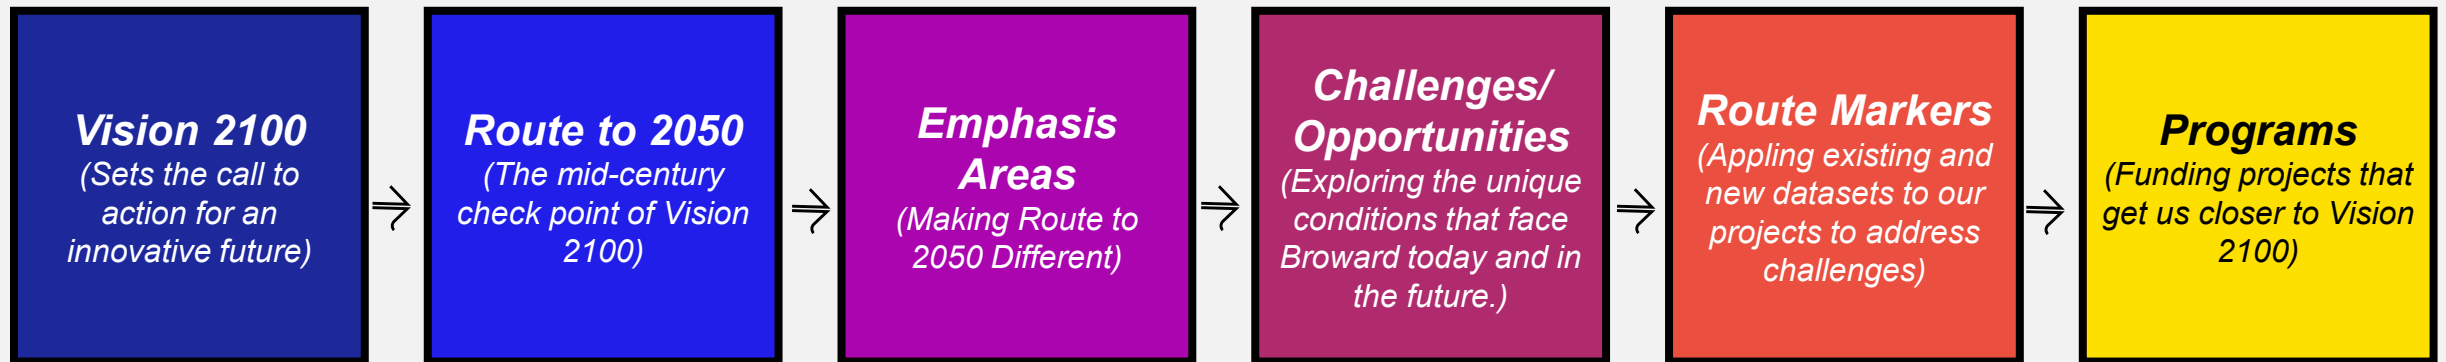 Vision 2100
(Sets the call to
action for an
innovative future)
Route to 2050
(The mid-century
check point of Vision
2100)
Emphasis
Areas
(Making Route to
2050 Different)
Challenges/
Opportunities
(Exploring the unique
conditions that face
Broward today and in
the future.)
Route Markers
(Appling existing and
new datasets to our
projects to address
challenges)
Programs
(Funding projects that
get us closer to Vision
2100)